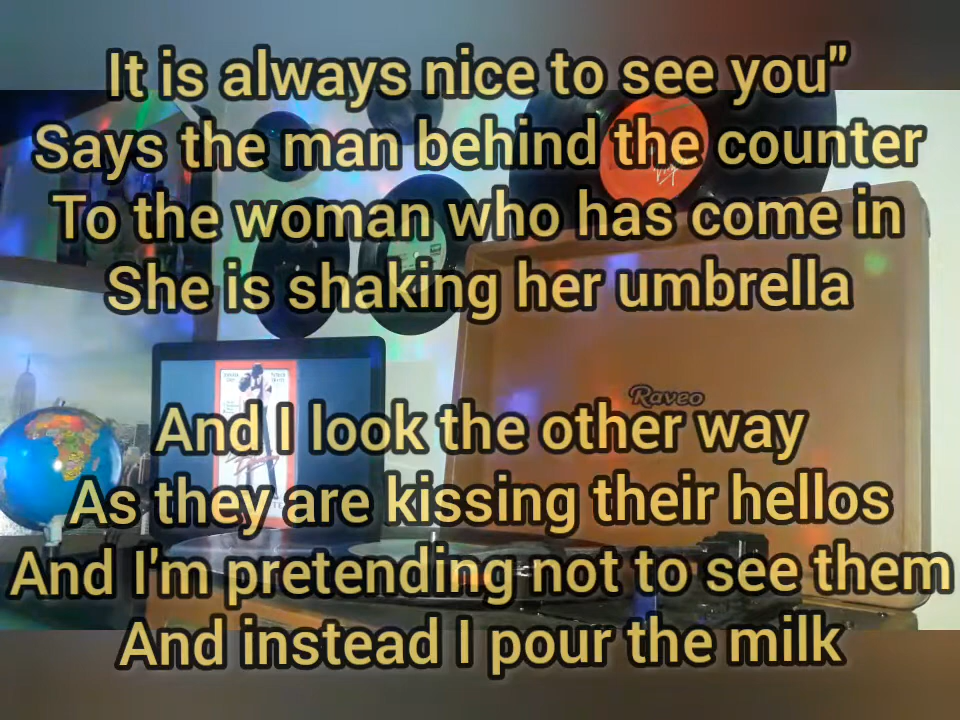 It is always nice to see you"
Says the man behind the counter
To the woman who has come in
She is shaking her umbrella
Raveo
And I look the other way
As they are kissing their hellos
And I'm pretending not to see them
And instead I pour the milk